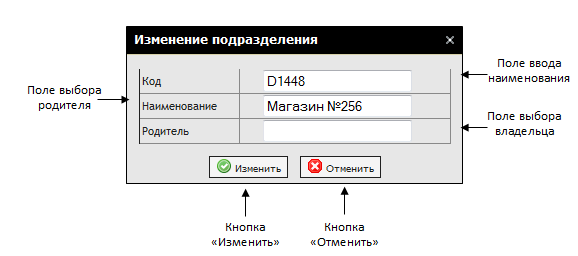 Изменение подразделения
Поле ввода
наименования
Код
D1448
Поле выбора
родителя
Наименование
Магазин №256
Поле выбора
владельца
Родитель
Изменить
Отменить
Кнопка
«Изменить»
Кнопка
«Отменить»